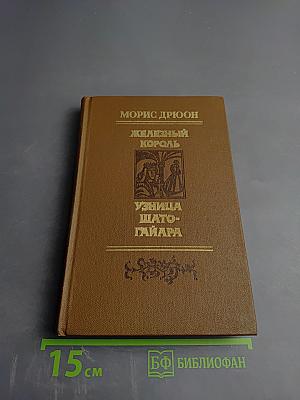 МОРИС ДРЮОН
ЖЕЛЕЗНЫЙ
КОРОЛЬ
УЗНИЦА
ШАТО-
ГАЙАРА
15 см
БФ БИБЛИОФАН